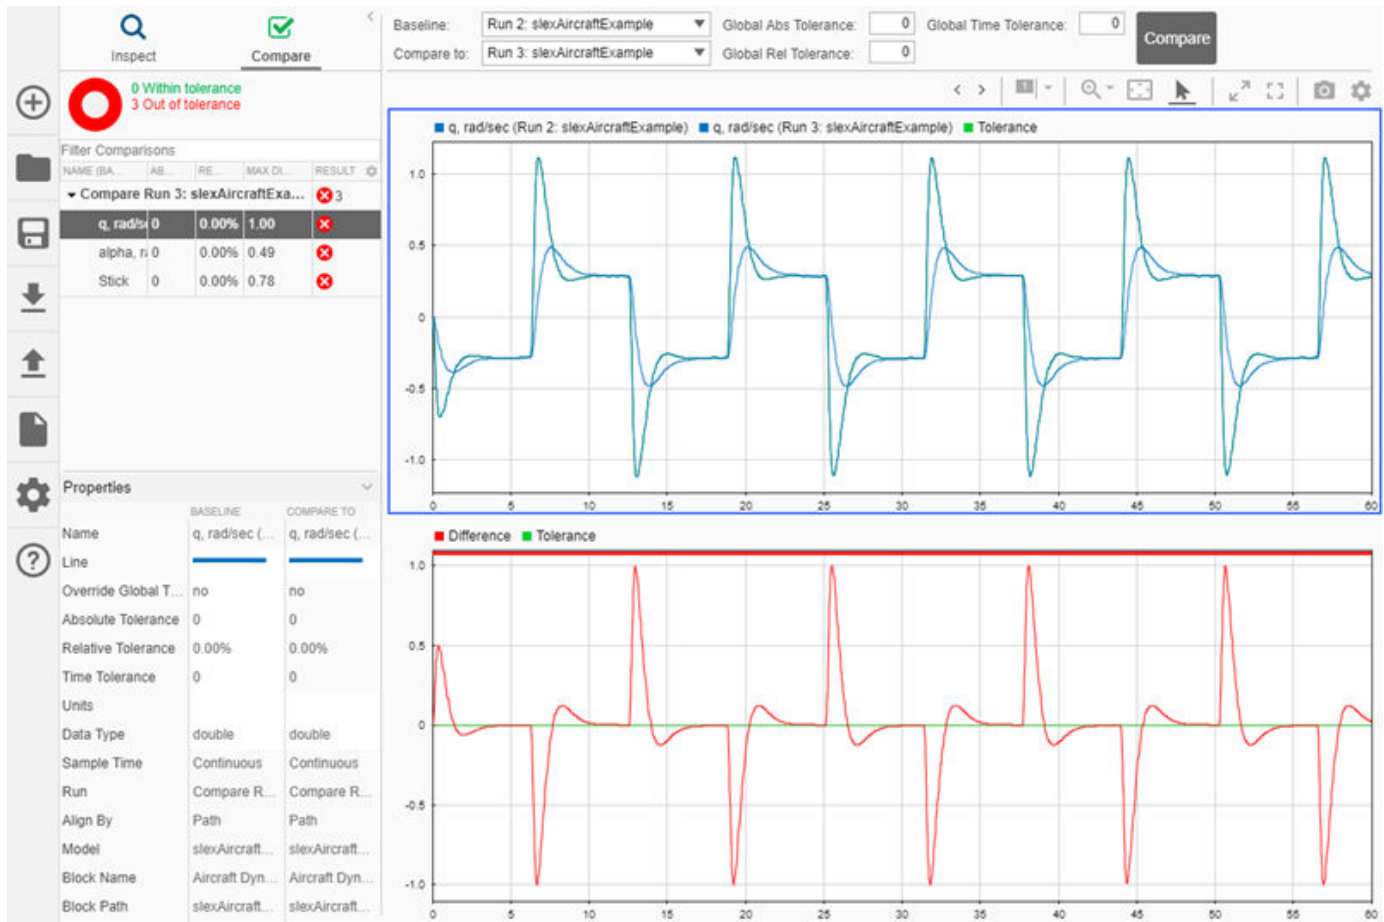 Inspect
Compare
0 Within tolerance
3 Out of tolerance
Filter Comparisons
NAME (BA... AB... RE... MAX DI... RESULT
Compare Run 3: slexAircraftExa... 3
q, rad/s 0 0.00% 1.00
alpha, r 0 0.00% 0.49
Stick 0 0.00% 0.78
Properties
BASELINE COMPARE TO
Name q, rad/sec (... q, rad/sec (...
Line
Override Global T... no no
Absolute Tolerance 0 0
Relative Tolerance 0.00% 0.00%
Time Tolerance 0 0
Units
Data Type double double
Sample Time Continuous Continuous
Run Compare R... Compare R...
Align By Path Path
Model slexAircraft... slexAircraft...
Block Name Aircraft Dyn... Aircraft Dyn...
Block Path slexAircraft... slexAircraft...
Baseline: Run 2: slexAircraftExample Global Abs Tolerance: 0 Global Time Tolerance: 0
Compare to: Run 3: slexAircraftExample Global Rel Tolerance: 0
Compare
q, rad/sec (Run 2: slexAircraftExample) q, rad/sec (Run 3: slexAircraftExample) Tolerance
1.0
0.5
0
-0.5
-1.0
0 5 10 15 20 25 30 35 40 45 50 55 60
Difference Tolerance
1.0
0.5
0
-0.5
-1.0
0 5 10 15 20 25 30 35 40 45 50 55 60